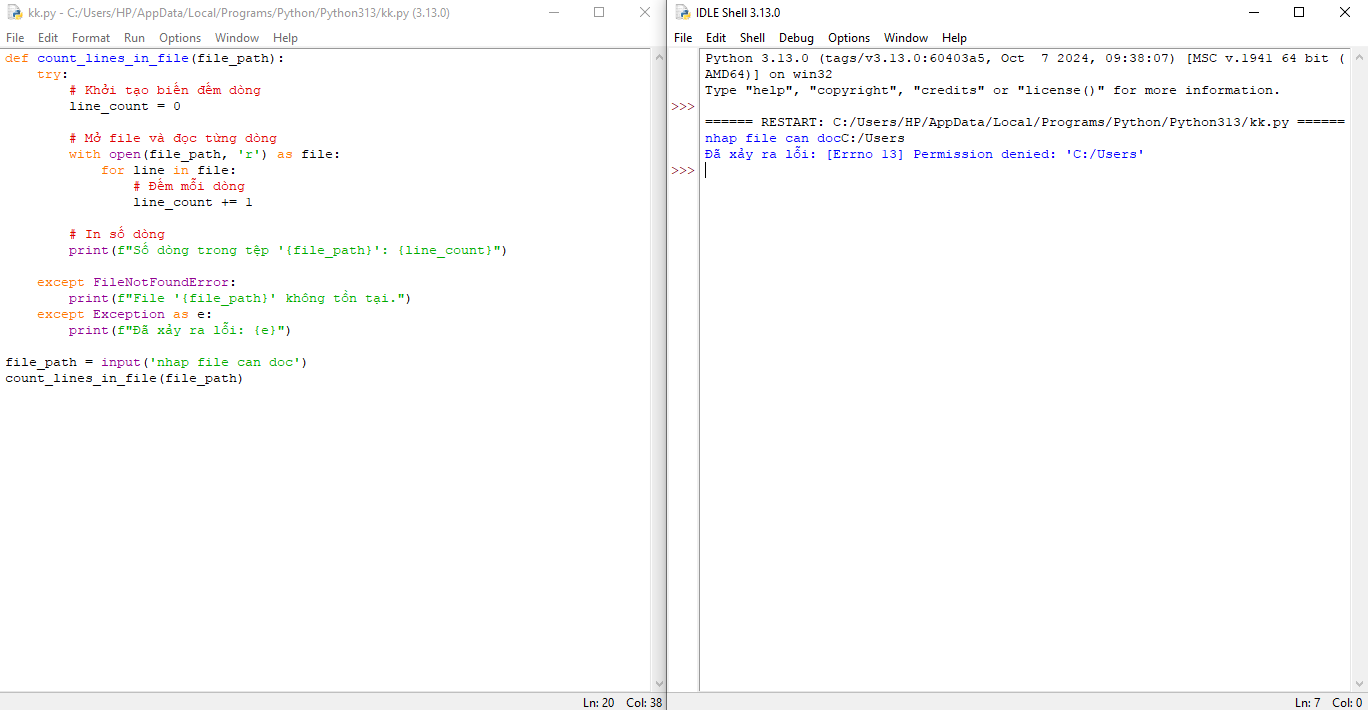 kk.py - C:/Users/HP/AppData/Local/Programs/Python/Python313/kk.py (3.13.0)
File Edit Format Run Options Window Help
def count_lines_in_file(file_path):
    try:
        # Khởi tạo biến đếm dòng
        line_count = 0
        # Mở file và đọc từng dòng
        with open(file_path, 'r') as file:
            for line in file:
                # Đếm mỗi dòng
                line_count += 1
        # In số dòng
        print(f"Số dòng trong tệp '{file_path}': {line_count}")
    except FileNotFoundError:
        print(f"File '{file_path}' không tồn tại.")
    except Exception as e:
        print(f"Đã xảy ra lỗi: {e}")
file_path = input('nhap file can doc')
count_lines_in_file(file_path)
Ln: 20 Col: 38
IDLE Shell 3.13.0
File Edit Shell Debug Options Window Help
Python 3.13.0 (tags/v3.13.0:60403a5, Oct  7 2024, 09:38:07) [MSC v.1941 64 bit (
AMD64)] on win32
Type "help", "copyright", "credits" or "license()" for more information.
>>>
====== RESTART: C:/Users/HP/AppData/Local/Programs/Python/Python313/kk.py ======
nhap file can docC:/Users
Đã xảy ra lỗi: [Errno 13] Permission denied: 'C:/Users'
>>>
Ln: 7 Col: 0